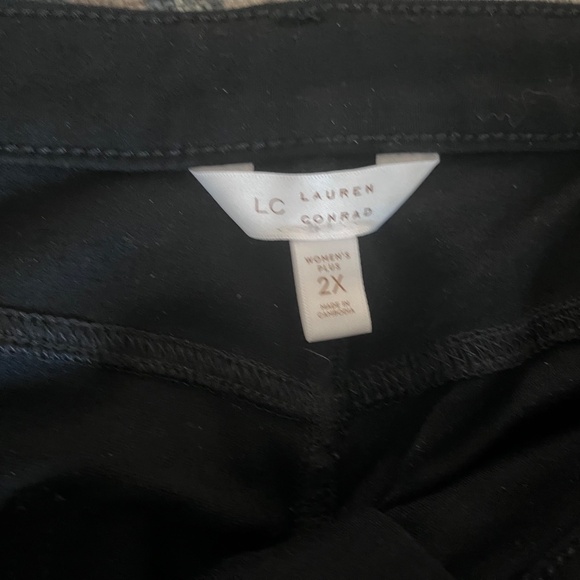 LC LAUREN
CONRAD
WOMEN'S
PLUS
2X
MADE IN
CAMBODIA